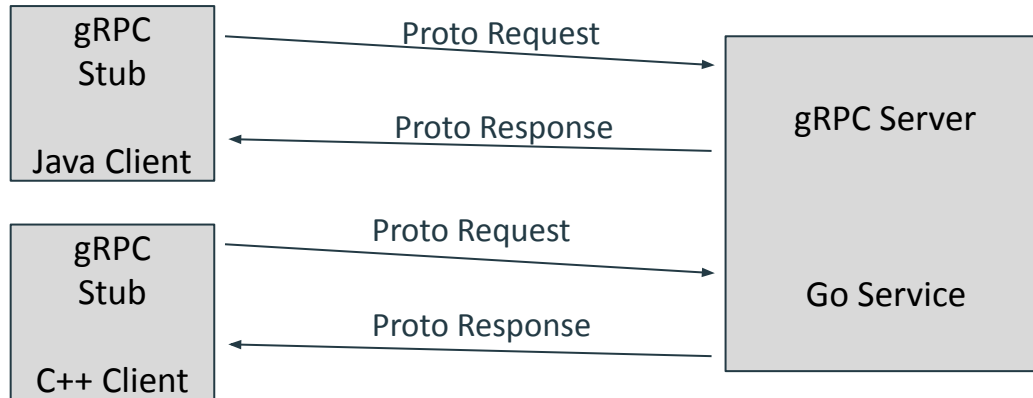 gRPC
Stub
Java Client
Proto Request
Proto Response
gRPC Server
Go Service
gRPC
Stub
C++ Client
Proto Request
Proto Response